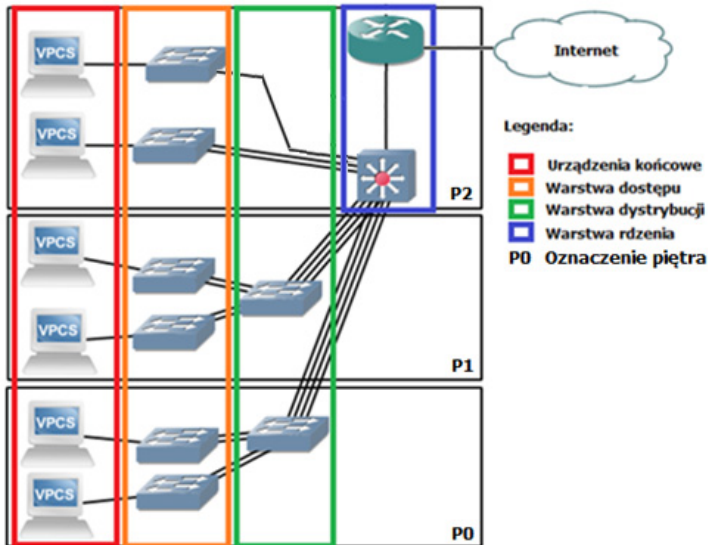 VPCS
VPCS
P2
Internet
Legenda:
Urządzenia końcowe
Warstwa dostępu
Warstwa dystrybucji
Warstwa rdzenia
P0 Oznaczenie piętra
VPCS
VPCS
P1
VPCS
VPCS
P0